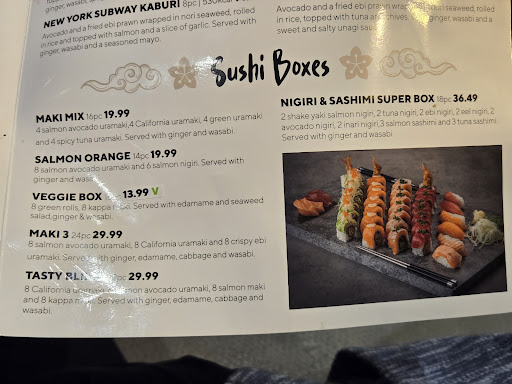 ginger, wasabi,
NEW YORK SUBWAY KABURI 8pc | 530kcal
Avocado and a fried ebi prawn wrapped in nori seaweed, rolled
in rice and topped with salmon and a slice of garlic. Served with
ginger, wasabi and a seasoned mayo.
Avocado and a fried ebi prawn seaweed, rolled
in rice, topped with tuna chives. ginger, wasabi and a
sweet and salty unagi
Sushi Boxes
MAKI MIX 16pc 19.99
4 salmon avocado uramaki, 4 California uramaki, 4 green uramaki
and 4 spicy tuna uramaki. Served with ginger and wasabi.
SALMON ORANGE 14pc 19.99
8 salmon avocado uramaki and 6 salmon nigiri. Served with
ginger and wasabi.
VEGGIE BOX 13.99 V
8 green rolls, 8 kappa Served with edamame and seaweed
salad, ginger & wasabi.
MAKI 3 24pc 29.99
8 salmon avocado uramaki, 8 California uramaki and 8 crispy ebi
uramaki. Served with ginger, edamame, cabbage and wasabi.
TASTY 29.99
8 California salmon avocado uramaki, 8 salmon maki
and 8 kappa Served with ginger, edamame, cabbage and
wasabi.
NIGIRI & SASHIMI SUPER BOX 18pc 36.49
2 shake yaki salmon nigiri, 2 tuna nigiri, 2 ebi nigiri, 2 eel nigiri, 2
avocado nigiri, 2 inari nigiri, 3 salmon sashimi and 3 tuna sashimi.
Served with ginger and wasabi